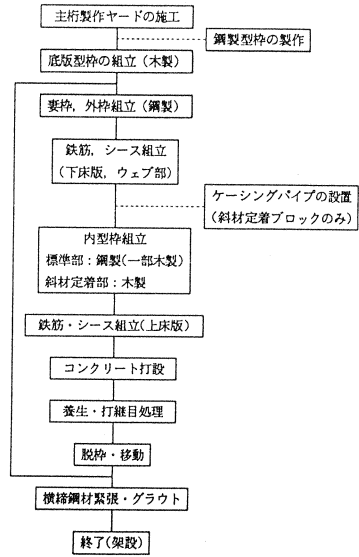 主桁製作ヤードの施工
鋼製型枠の製作
底版型枠の組立（木製）
妻枠，外枠組立（鋼製）
鉄筋，シース組立
（下床版，ウェブ部）
ケーシングパイプの設置
（斜材定着ブロックのみ）
内型枠組立
標準部：鋼製（一部木製）
斜材定着部：木製
鉄筋・シース組立（上床版）
コンクリート打設
養生・打継目処理
脱枠・移動
横締鋼材緊張・グラウト
終了（架設）